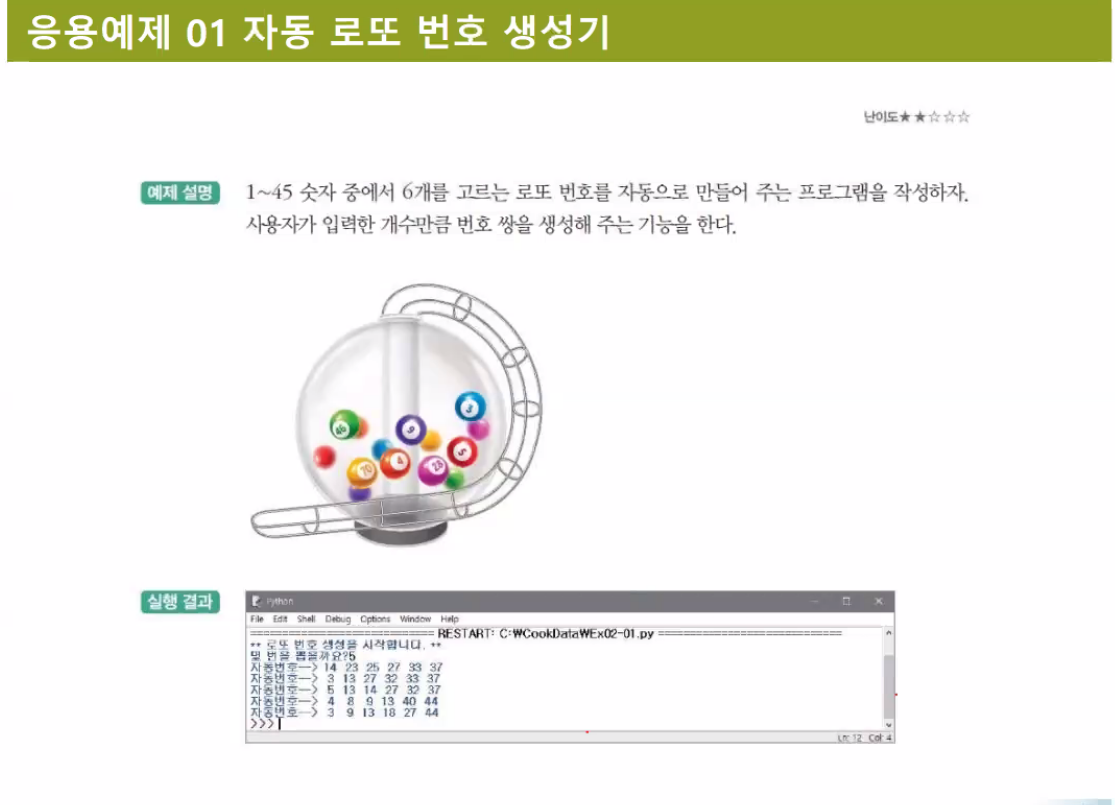 응용예제 01 자동 로또 번호 생성기
난이도★★☆☆☆
예제 설명
1~45 숫자 중에서 6개를 고르는 로또 번호를 자동으로 만들어 주는 프로그램을 작성하자.
사용자가 입력한 개수만큼 번호 쌍을 생성해 주는 기능을 한다.
46
9
3
70
4
28
5
실행 결과
Python
File Edit Shell Debug Options Window Help
============================ RESTART: C:₩CookData₩Ex02-01.py ============================
** 로또 번호 생성을 시작합니다. **
몇 번을 뽑을까요?5
자동번호--> 14 23 25 27 33 37
자동번호--> 3 13 27 32 33 37
자동번호--> 5 13 14 27 32 37
자동번호--> 4 8 9 13 40 44
자동번호--> 3 9 13 18 27 44
>>>
Ln: 12 Col: 4